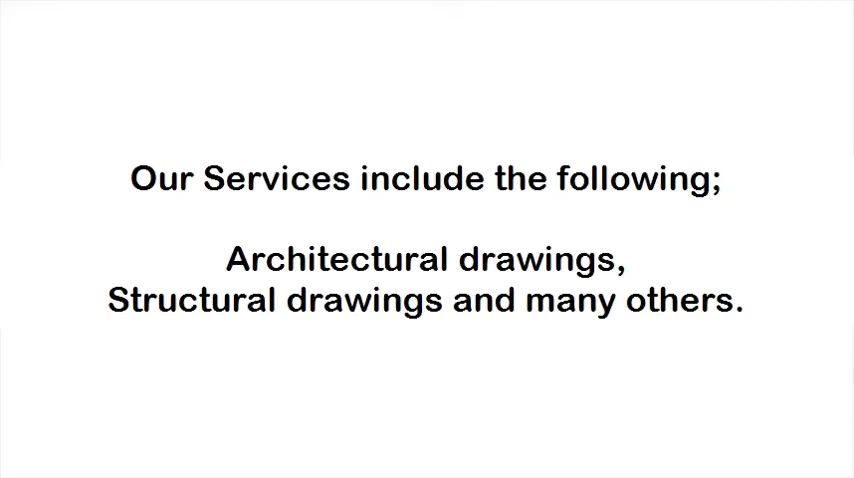 Our Services include the following;
Architectural drawings,
Structural drawings and many others.